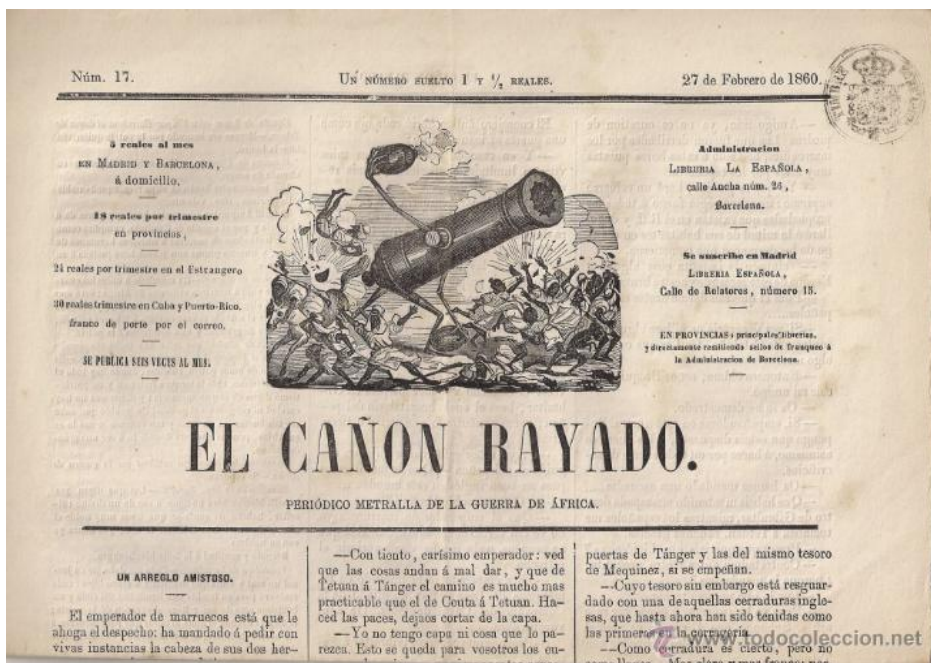 Núm. 17.
UN NÚMERO SUELTO 1 Y 1/2 REALES.
27 de Febrero de 1860.
5 reales al mes
EN MADRID Y BARCELONA,
á domicilio,
18 reales por trimestre
en provincias,
24 reales por trimestre en el Estrangero
30 reales trimestre en Cuba y Puerto-Rico.
franco de porte por el correo.
SE PUBLICA SEIS VECES AL MES.
Administracion
LIBRERIA LA ESPAÑOLA,
calle Ancha núm. 26,
Barcelona.
Se suscribe en Madrid
LIBRERIA ESPAÑOLA,
Calle de Relatores, número 15.
EN PROVINCIAS: principales librerias,
y directamente remitiendo sellos de franqueo á
la Administracion de Barcelona.
EL CAÑON RAYADO.
PERIÓDICO METRALLA DE LA GUERRA DE ÁFRICA.
UN ARREGLO AMISTOSO.
El emperador de marruecos está que le
ahoga el despecho: ha mandado á pedir con
vivas instancias la cabeza de sus dos her-
—Con tiento, carísimo emperador: ved
que las cosas andan á mal dar, y que de
Tetuan á Tánger el camino es mucho mas
practicable que el de Ceuta á Tetuan. Ha-
ced las paces, dejaos cortar de la capa.
—Yo no tengo capa ni cosa que lo pa-
rezca. Esto se queda para vosotros los eu-
puertas de Tánger y las del mismo tesoro
de Mequinez, si se empeñan.
—Cuyo tesoro sin embargo está resguar-
dado con una de aquellas cerraduras ingle-
sas, que hasta ahora han sido tenidas como
las primeras en la cerragería.
—Como cerradura es cierto, pero no
www.todocoleccion.net